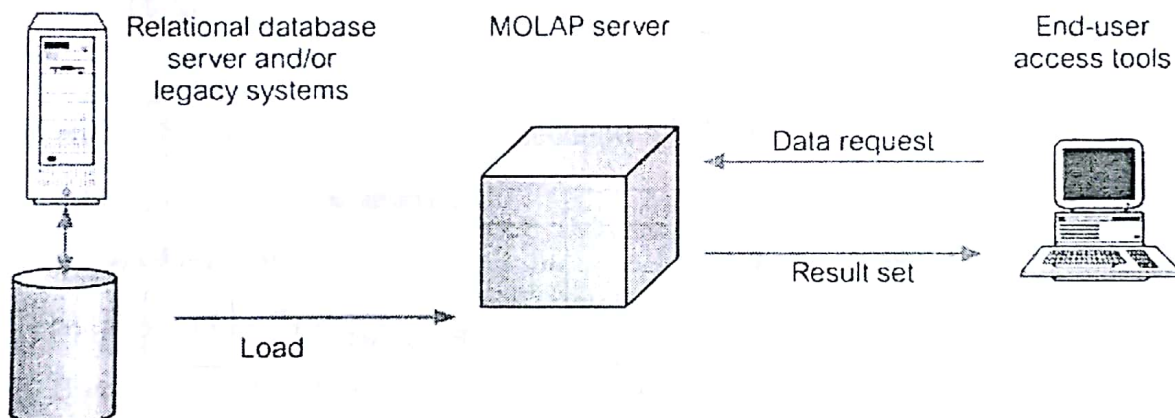 Relational database
server and/or
legacy systems
MOLAP server
End-user
access tools
Data request
Result set
Load